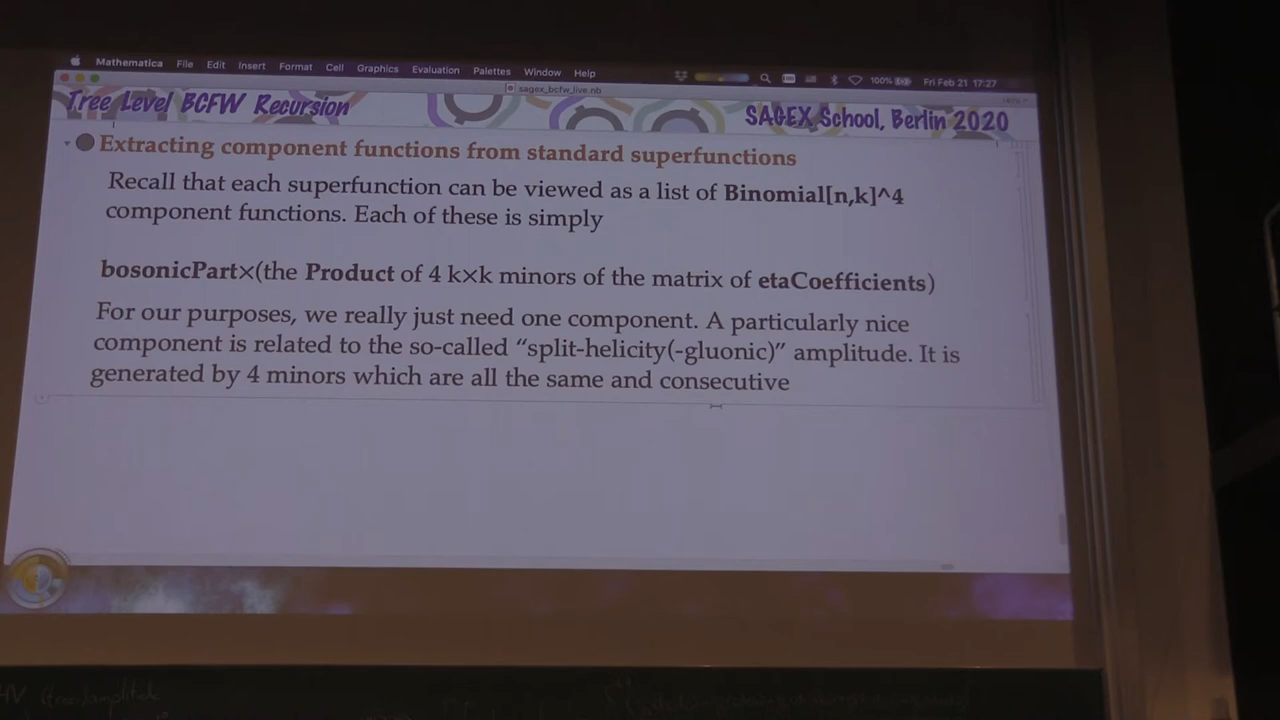 Mathematica File Edit Insert Format Cell Graphics Evaluation Palettes Window Help 100% Fri Feb 21 17:27
sagex_bcfw_live.nb
Tree Level BCFW Recursion SAGEX School, Berlin 2020
Extracting component functions from standard superfunctions
Recall that each superfunction can be viewed as a list of Binomial[n,k]^4
component functions. Each of these is simply
bosonicPart×(the Product of 4 k×k minors of the matrix of etaCoefficients)
For our purposes, we really just need one component. A particularly nice
component is related to the so-called “split-helicity(-gluonic)” amplitude. It is
generated by 4 minors which are all the same and consecutive